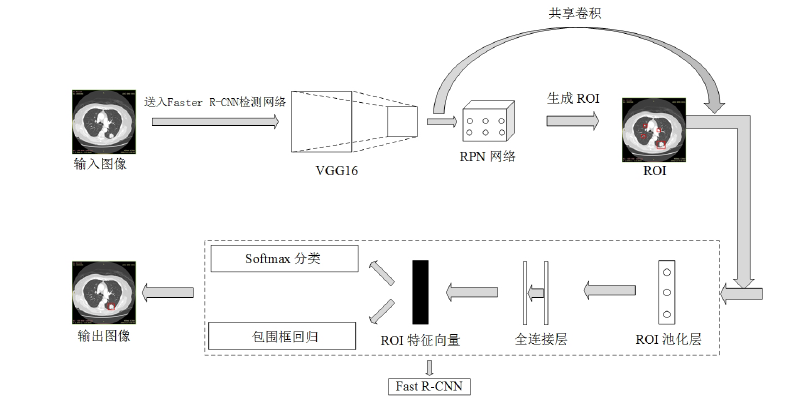 共享卷积
送入Faster R-CNN检测网络
生成 ROI
输入图像
VGG16
RPN 网络
ROI
Softmax 分类
包围框回归
ROI 特征向量
全连接层
ROI 池化层
输出图像
Fast R-CNN